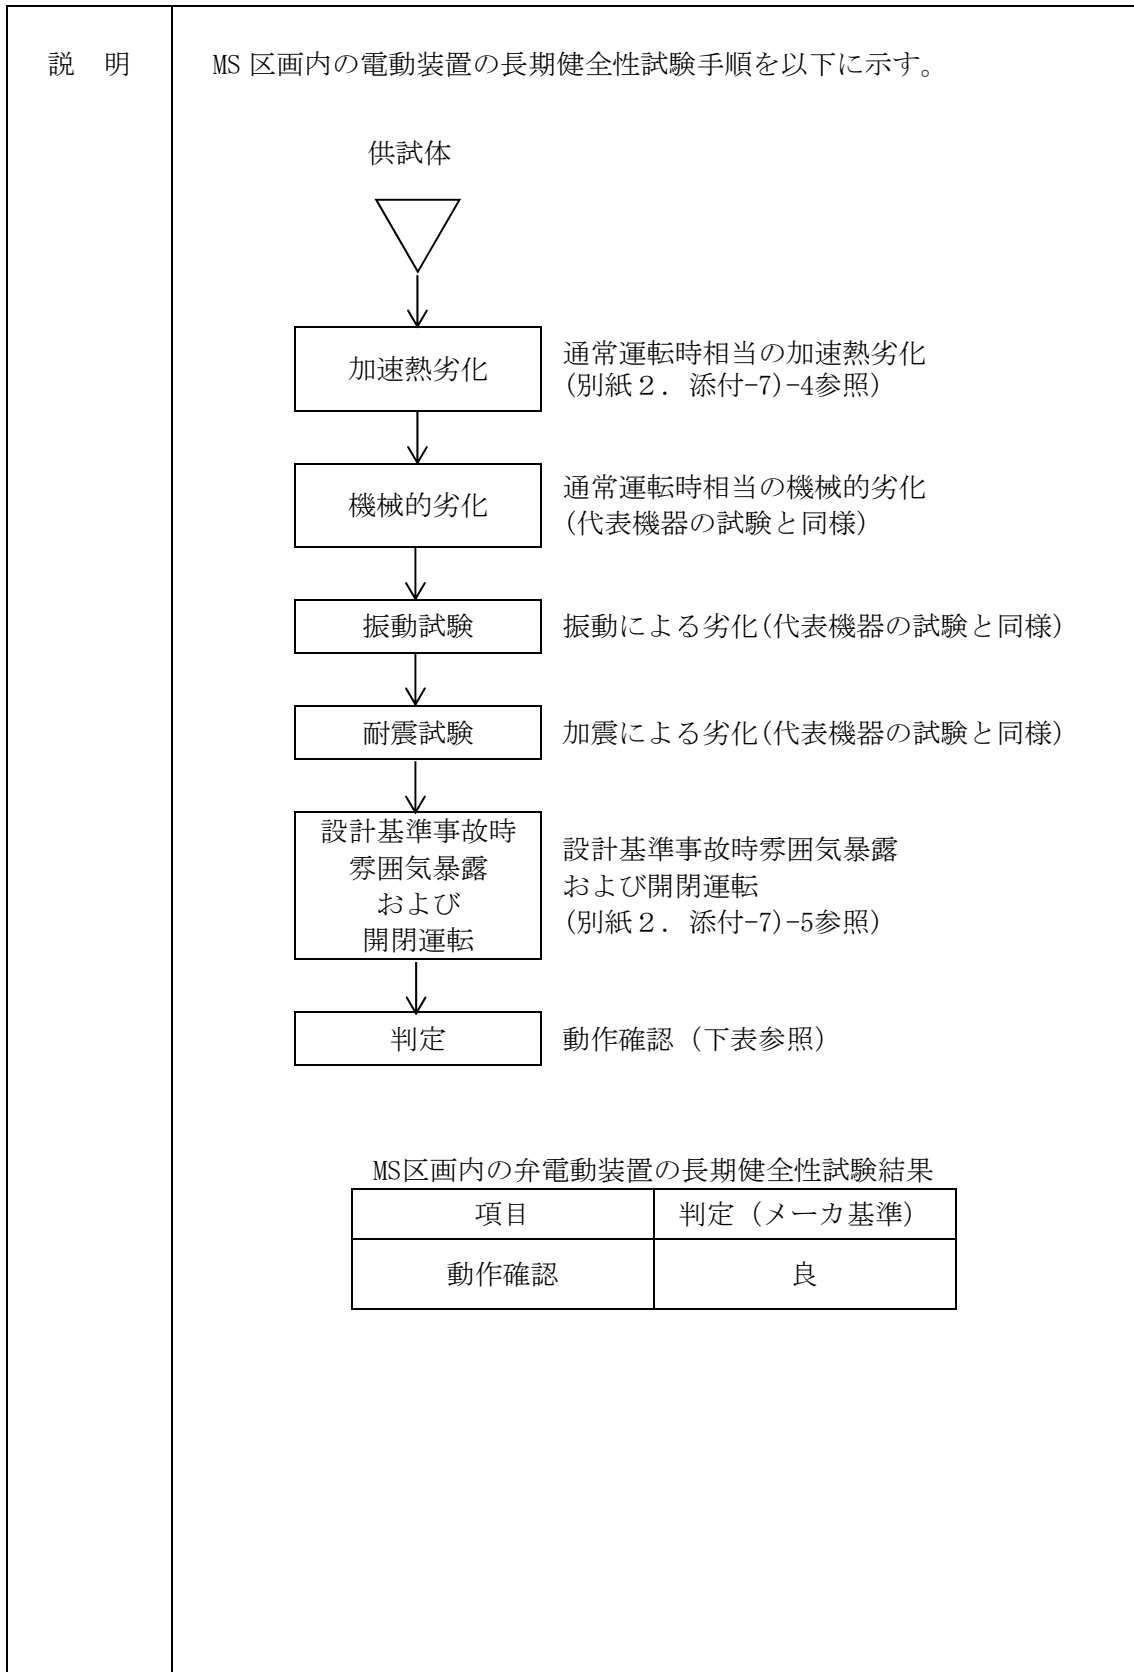 説　明
MS 区画内の電動装置の長期健全性試験手順を以下に示す。
供試体
加速熱劣化
通常運転時相当の加速熱劣化
(別紙２．添付-7)-4参照)
機械的劣化
通常運転時相当の機械的劣化
(代表機器の試験と同様)
振動試験
振動による劣化(代表機器の試験と同様)
耐震試験
加震による劣化(代表機器の試験と同様)
設計基準事故時
雰囲気暴露
および
開閉運転
設計基準事故時雰囲気暴露
および開閉運転
(別紙２．添付-7)-5参照)
判定
動作確認（下表参照）
MS区画内の弁電動装置の長期健全性試験結果
項目
判定（メーカ基準）
動作確認
良